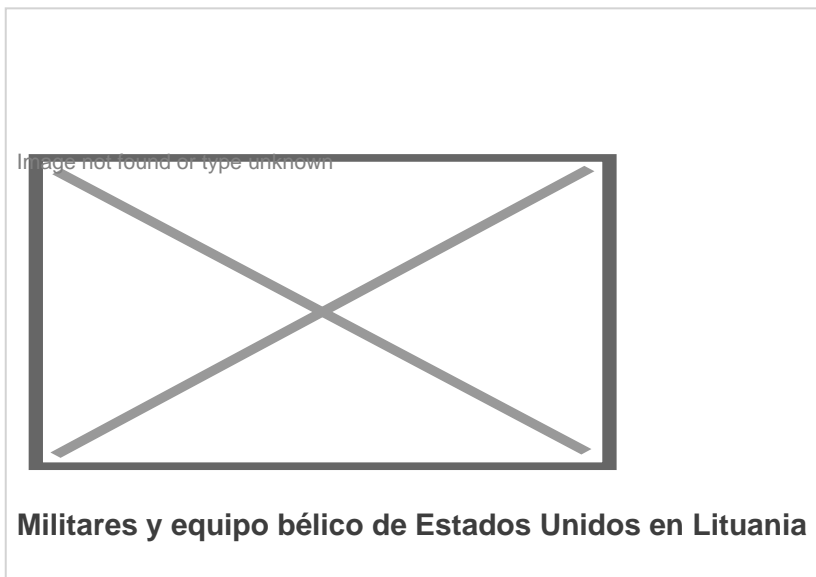 Image not found or type unknown
Militares y equipo bélico de Estados Unidos en Lituania